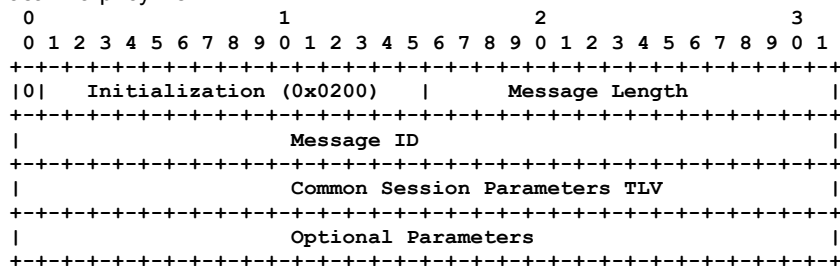 0                   1                   2                   3
 0 1 2 3 4 5 6 7 8 9 0 1 2 3 4 5 6 7 8 9 0 1 2 3 4 5 6 7 8 9 0 1
+-+-+-+-+-+-+-+-+-+-+-+-+-+-+-+-+-+-+-+-+-+-+-+-+-+-+-+-+-+-+-+-+
|0|   Initialization (0x0200)   |      Message Length           |
+-+-+-+-+-+-+-+-+-+-+-+-+-+-+-+-+-+-+-+-+-+-+-+-+-+-+-+-+-+-+-+-+
|                     Message ID                                |
+-+-+-+-+-+-+-+-+-+-+-+-+-+-+-+-+-+-+-+-+-+-+-+-+-+-+-+-+-+-+-+-+
|                     Common Session Parameters TLV             |
+-+-+-+-+-+-+-+-+-+-+-+-+-+-+-+-+-+-+-+-+-+-+-+-+-+-+-+-+-+-+-+-+
|                     Optional Parameters                       |
+-+-+-+-+-+-+-+-+-+-+-+-+-+-+-+-+-+-+-+-+-+-+-+-+-+-+-+-+-+-+-+-+